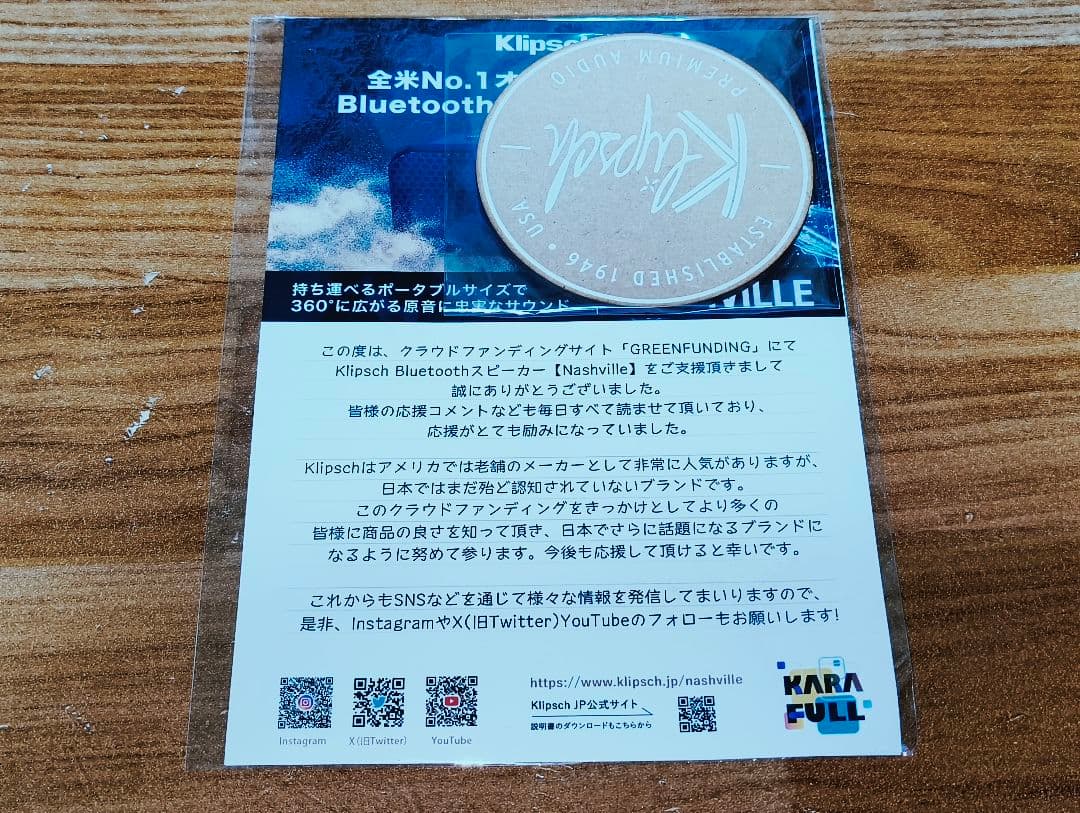 Klipsch
全米No.1オ
Bluetooth
PREMIUM AUDIO
Klipsch
ESTABLISHED 1946 • USA
VILLE
持ち運べるポータブルサイズで
360°に広がる原音に忠実なサウンド
この度は、クラウドファンディングサイト「GREENFUNDING」にて
Klipsch Bluetoothスピーカー【Nashville】をご支援頂きまして
誠にありがとうございました。
皆様の応援コメントなども毎日すべて読ませて頂いており、
応援がとても励みになっていました。
Klipschはアメリカでは老舗のメーカーとして非常に人気がありますが、
日本ではまだ殆ど認知されていないブランドです。
このクラウドファンディングをきっかけとしてより多くの
皆様に商品の良さを知って頂き、日本でさらに話題になるブランドに
なるように努めて参ります。今後も応援して頂けると幸いです。
これからもSNSなどを通じて様々な情報を発信してまいりますので、
是非、InstagramやX(旧Twitter)YouTubeのフォローもお願いします!
https://www.klipsch.jp/nashville
Klipsch JP公式サイト
説明書のダウンロードもこちらから
Instagram
X(旧Twitter)
YouTube
KARA
FULL